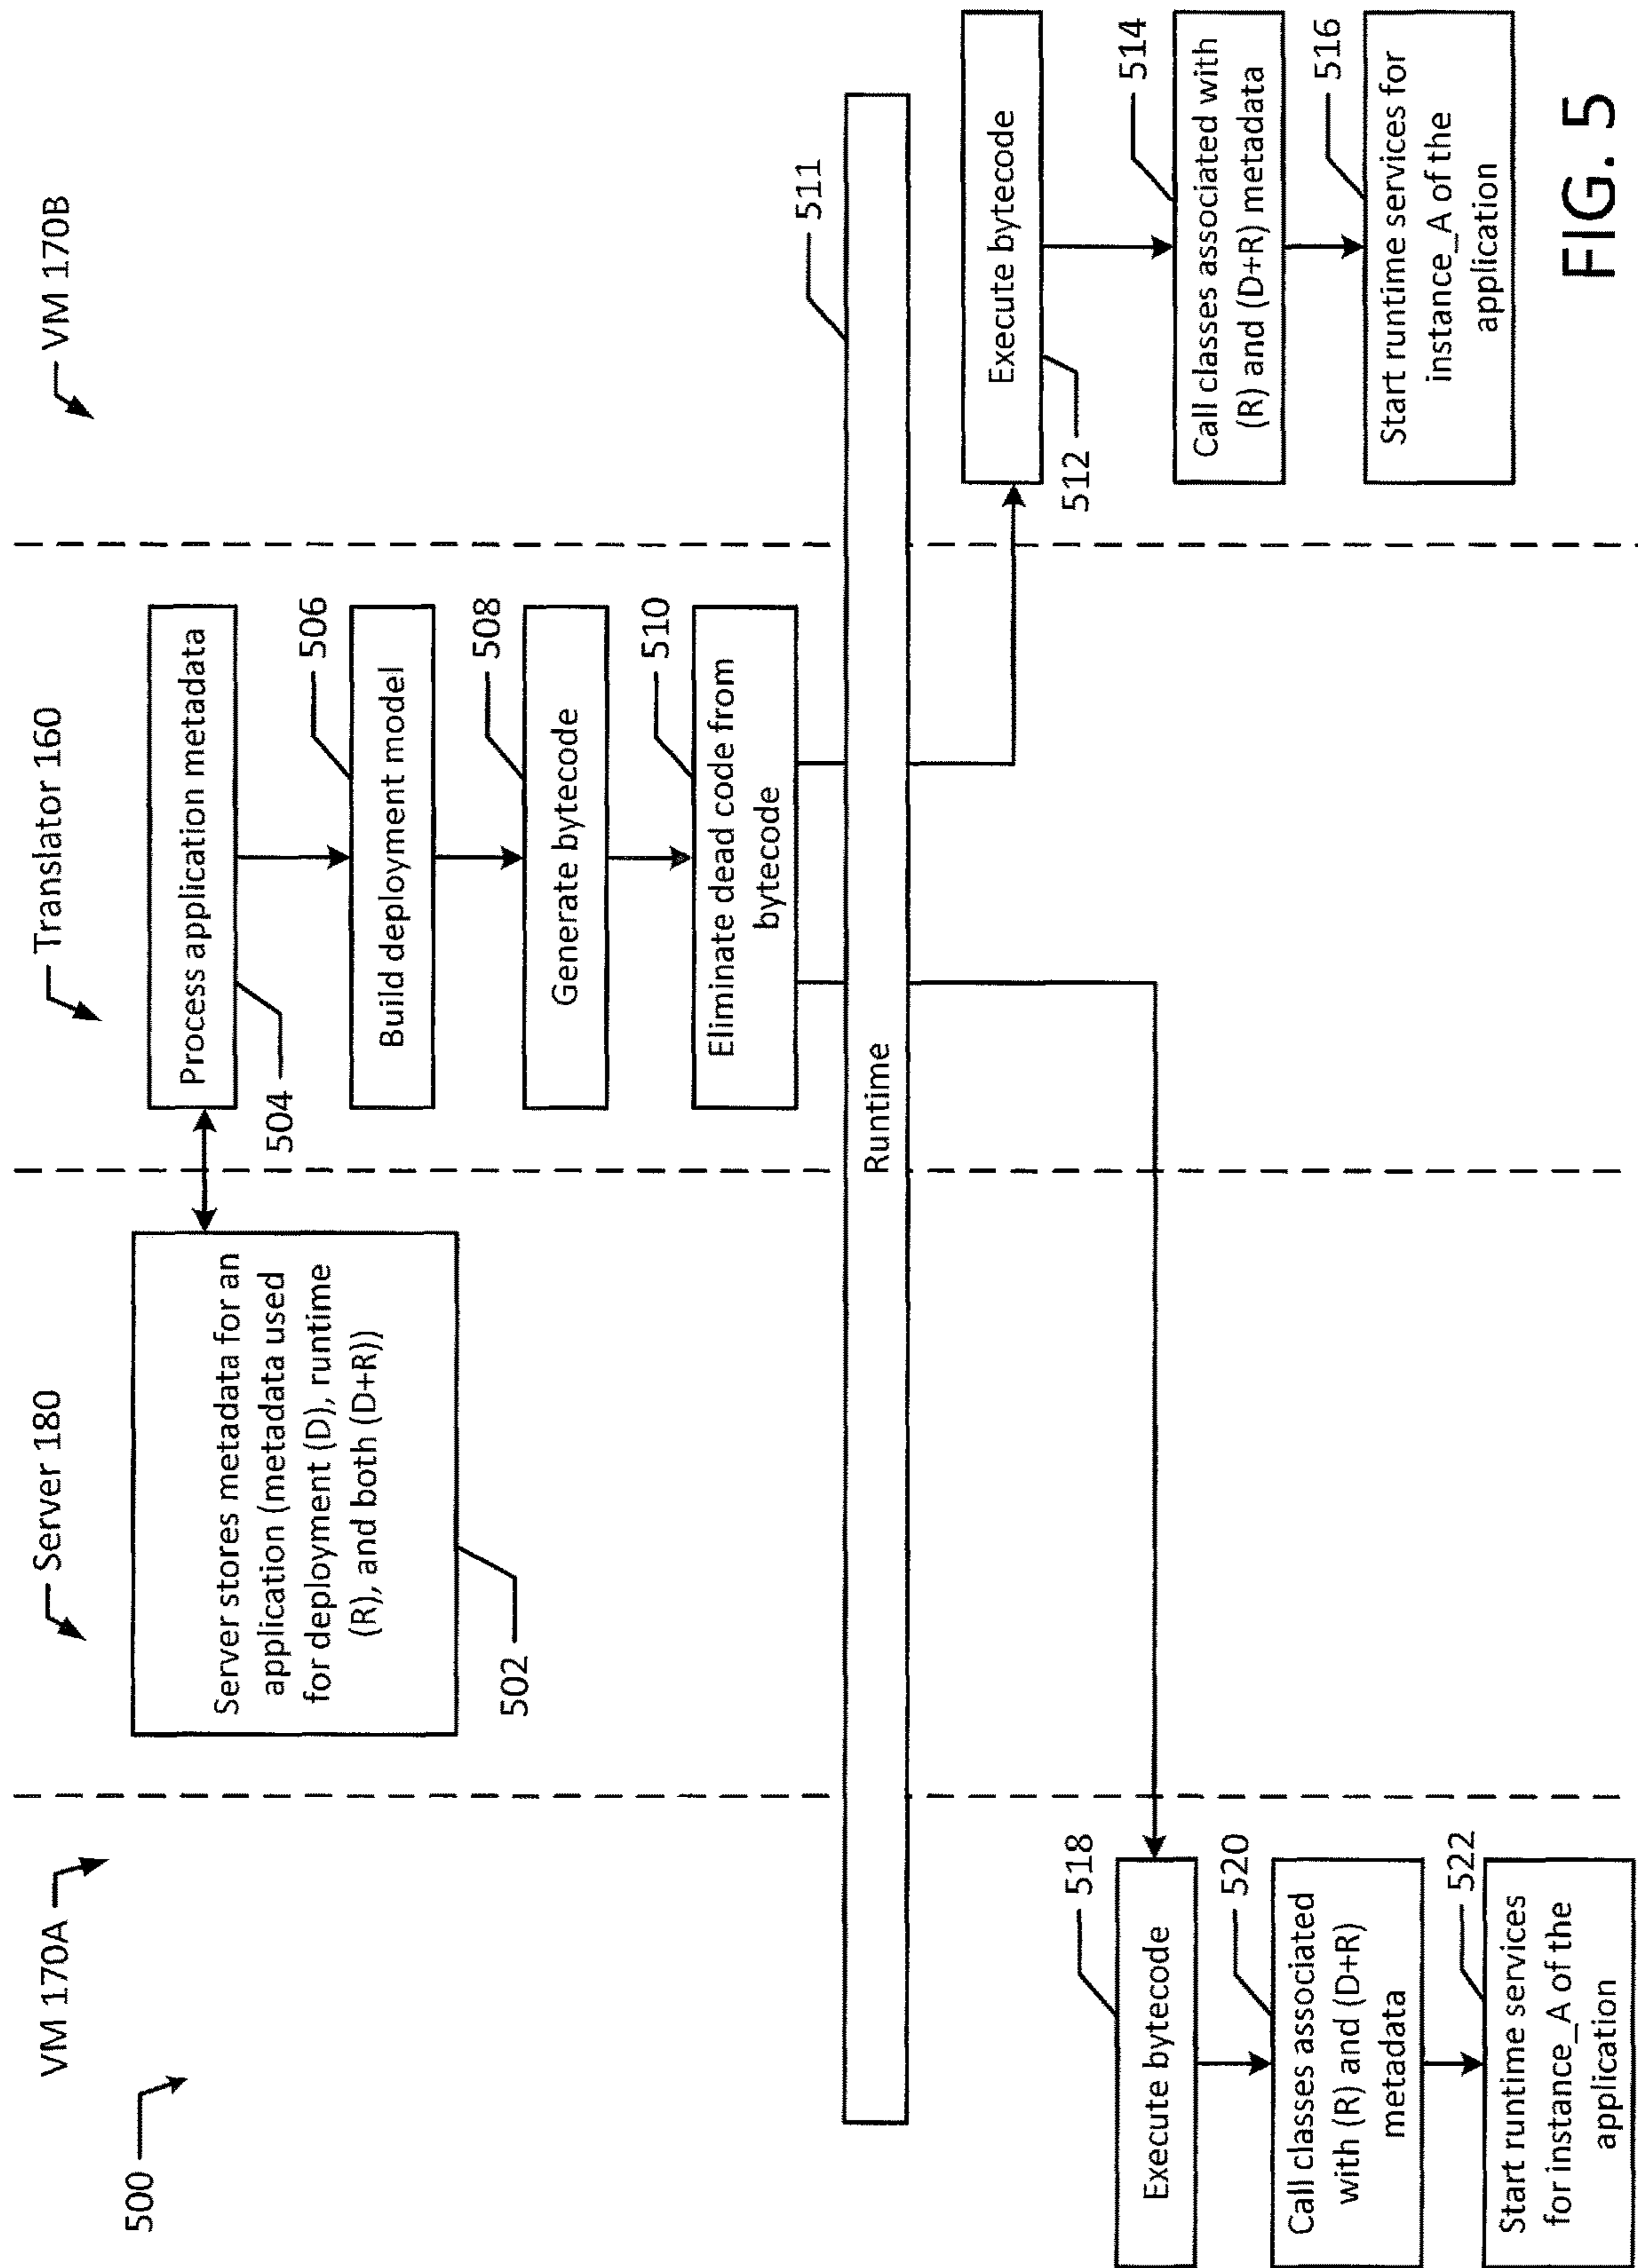 500
VM 170A
Server 180
Translator 160
VM 170B
Server stores metadata for an
application (metadata used
for deployment (D), runtime
(R), and both (D+R))
502
Process application metadata
504
Build deployment model
506
Generate bytecode
508
Eliminate dead code from
bytecode
510
Runtime
511
Execute bytecode
512
Call classes associated with
(R) and (D+R) metadata
514
Start runtime services for
instance_A of the
application
516
Execute bytecode
518
Call classes associated
with (R) and (D+R)
metadata
520
Start runtime services
for instance_A of the
application
522
FIG. 5